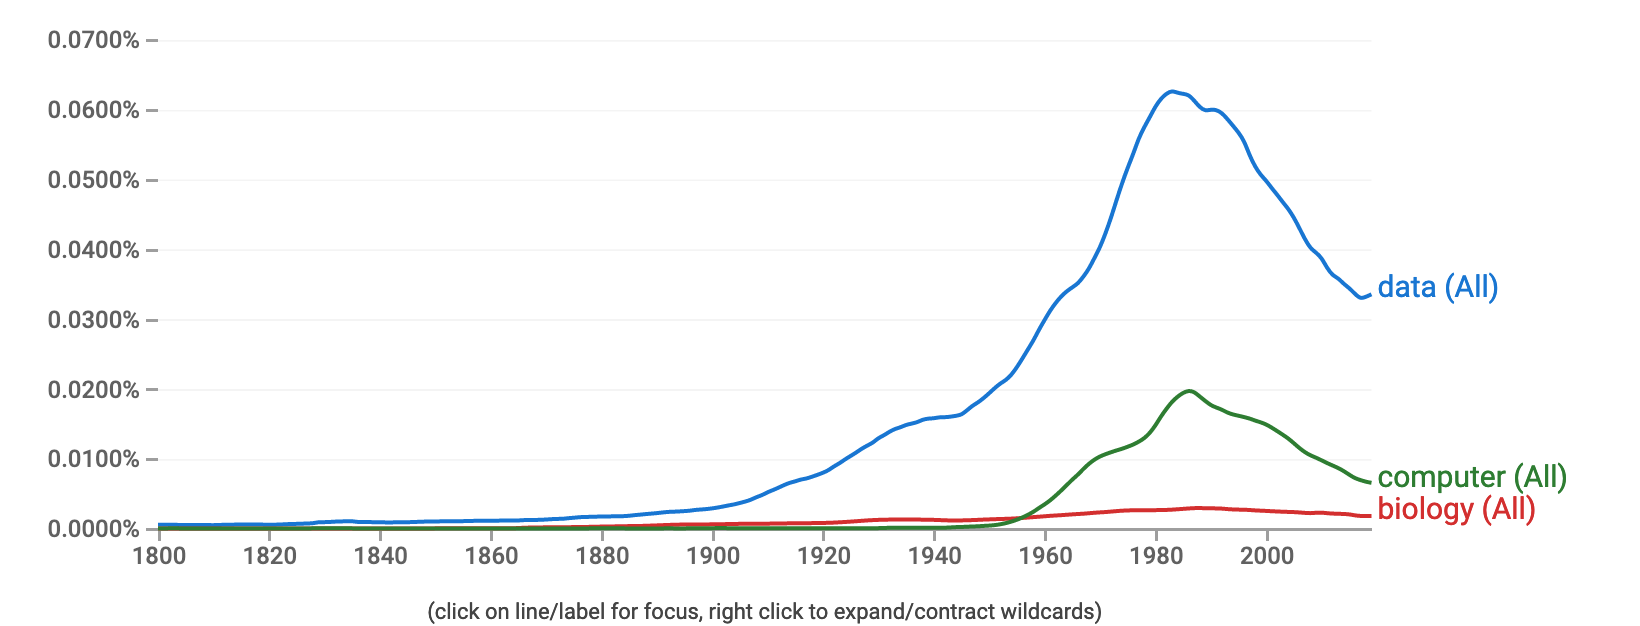 0.0700%
0.0600%
0.0500%
0.0400%
0.0300%
data (All)
0.0200%
0.0100%
computer (All)
biology (All)
0.0000%
1800 1820 1840 1860 1880 1900 1920 1940 1960 1980 2000
(click on line/label for focus, right click to expand/contract wildcards)